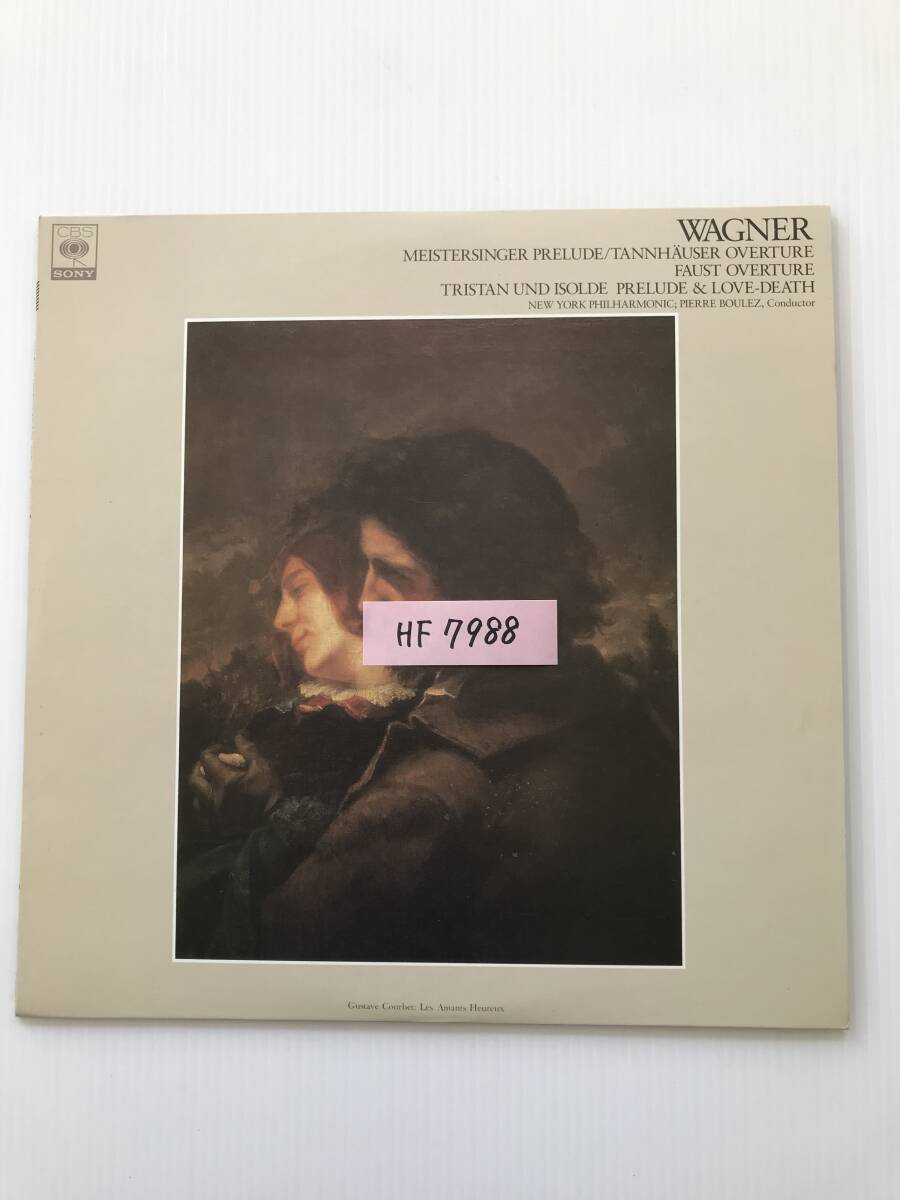 CBS
SONY
WAGNER
MEISTERSINGER PRELUDE/TANNHÄUSER OVERTURE
FAUST OVERTURE
TRISTAN UND ISOLDE PRELUDE & LOVE-DEATH
NEW YORK PHILHARMONIC; PIERRE BOULEZ, Conductor
HF 7988
Gustave Courbet: Les Amants Heureux